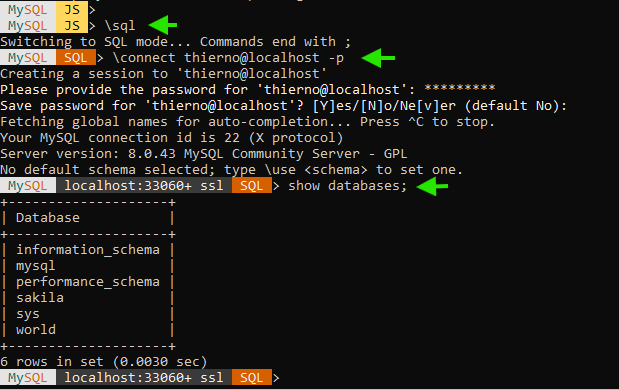 MySQL JS >
MySQL JS > \sql
Switching to SQL mode... Commands end with ;
MySQL SQL > \connect thierno@localhost -p
Creating a session to 'thierno@localhost'
Please provide the password for 'thierno@localhost': *********
Save password for 'thierno@localhost'? [Y]es/[N]o/Ne[v]er (default No):
Fetching global names for auto-completion... Press ^C to stop.
Your MySQL connection id is 22 (X protocol)
Server version: 8.0.43 MySQL Community Server - GPL
No default schema selected; type \use <schema> to set one.
MySQL localhost:33060+ ssl SQL > show databases;
+--------------------+
| Database           |
+--------------------+
| information_schema |
| mysql              |
| performance_schema |
| sakila             |
| sys                |
| world              |
+--------------------+
6 rows in set (0.0030 sec)
MySQL localhost:33060+ ssl SQL >